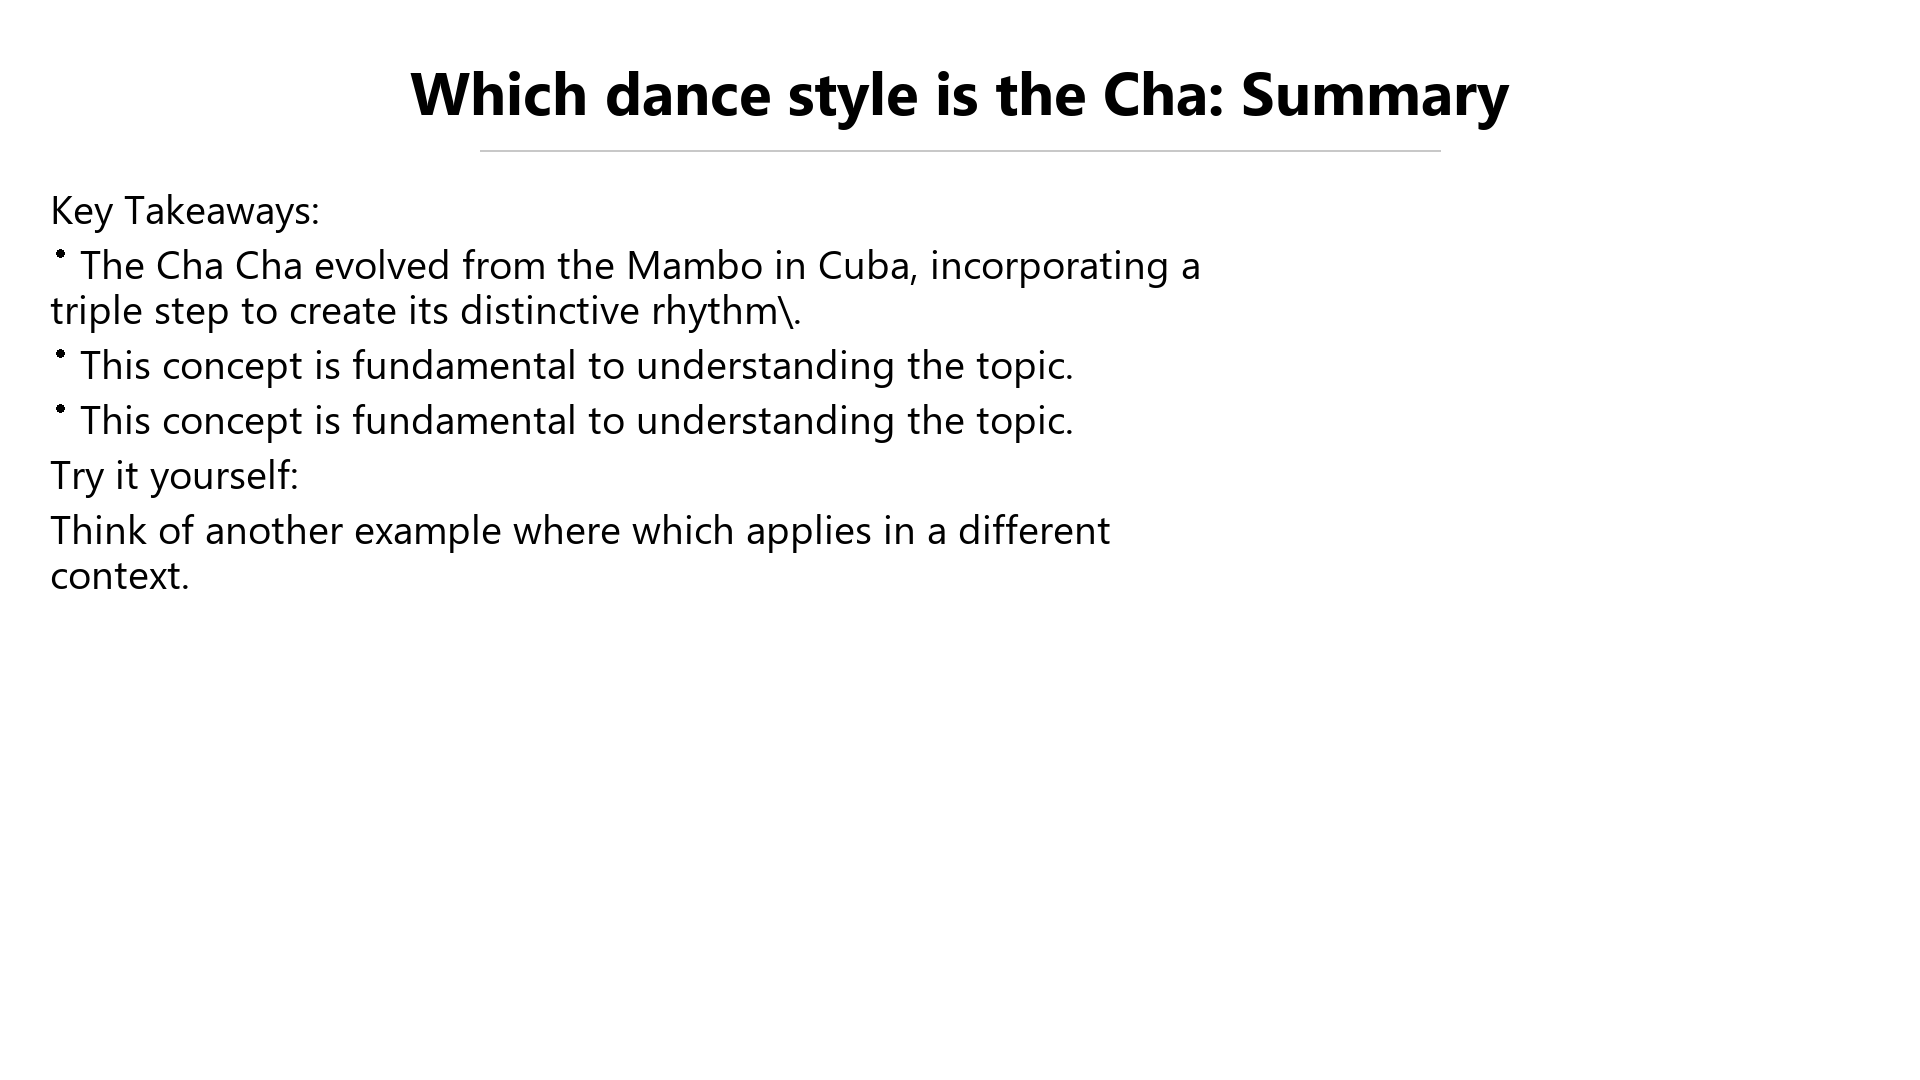 Which dance style is the Cha: Summary
Key Takeaways:
• The Cha Cha evolved from the Mambo in Cuba, incorporating a
triple step to create its distinctive rhythm\.
• This concept is fundamental to understanding the topic.
• This concept is fundamental to understanding the topic.
Try it yourself:
Think of another example where which applies in a different
context.